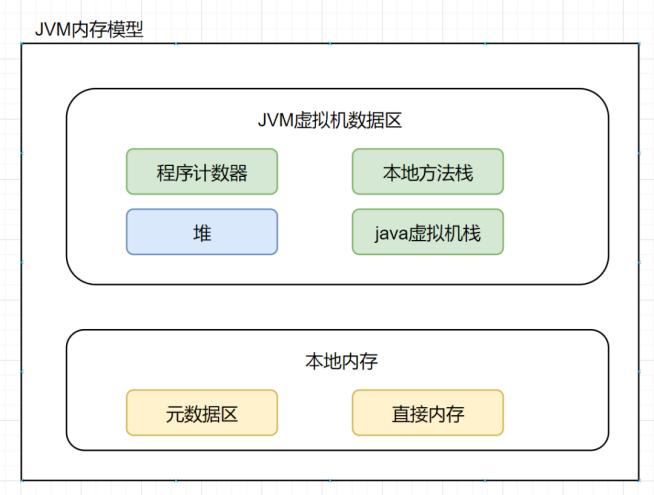 JVM内存模型
JVM虚拟机数据区
程序计数器
本地方法栈
堆
java虚拟机栈
本地内存
元数据区
直接内存